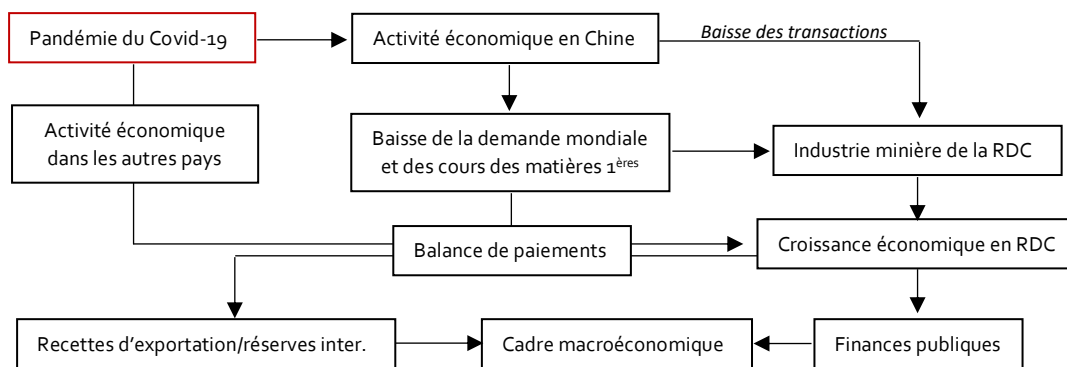 Pandémie du Covid-19
Activité économique en Chine
Baisse des transactions
Activité économique
dans les autres pays
Baisse de la demande mondiale
et des cours des matières 1ères
Industrie minière de la RDC
Balance de paiements
Croissance économique en RDC
Recettes d'exportation/réserves inter.
Cadre macroéconomique
Finances publiques